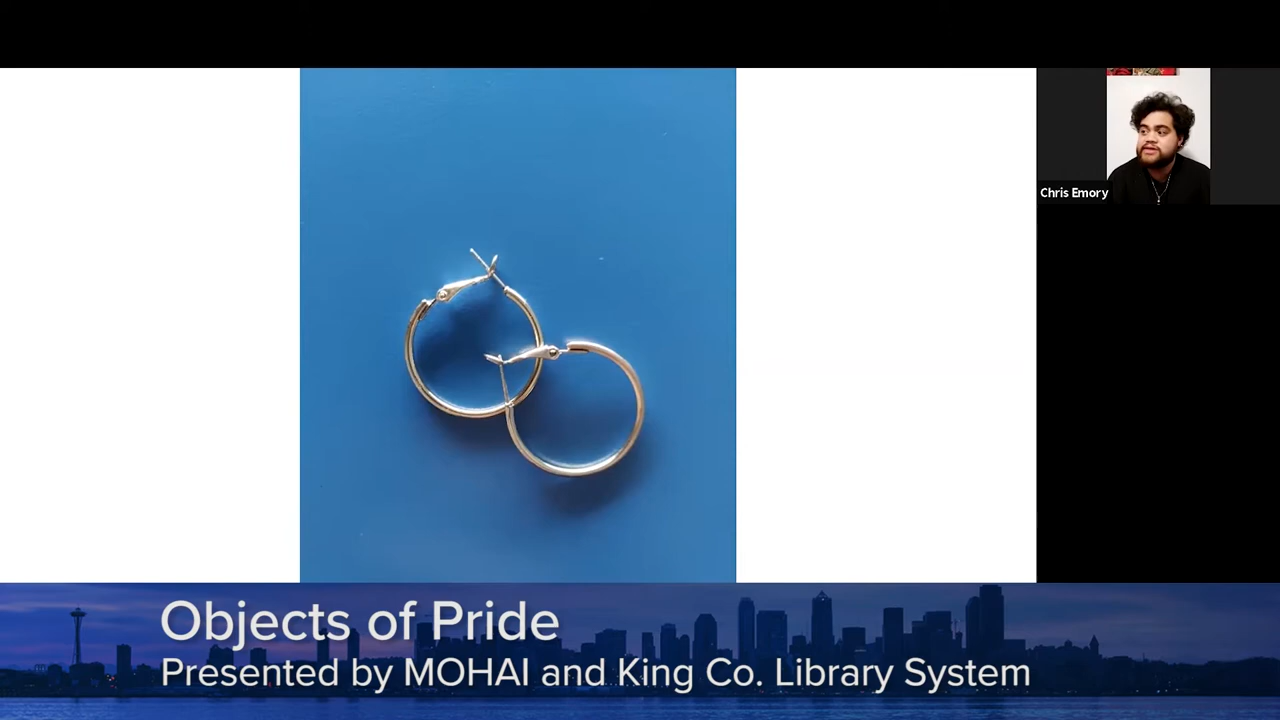 Chris Emory
Objects of Pride
Presented by MOHAI and King Co. Library System